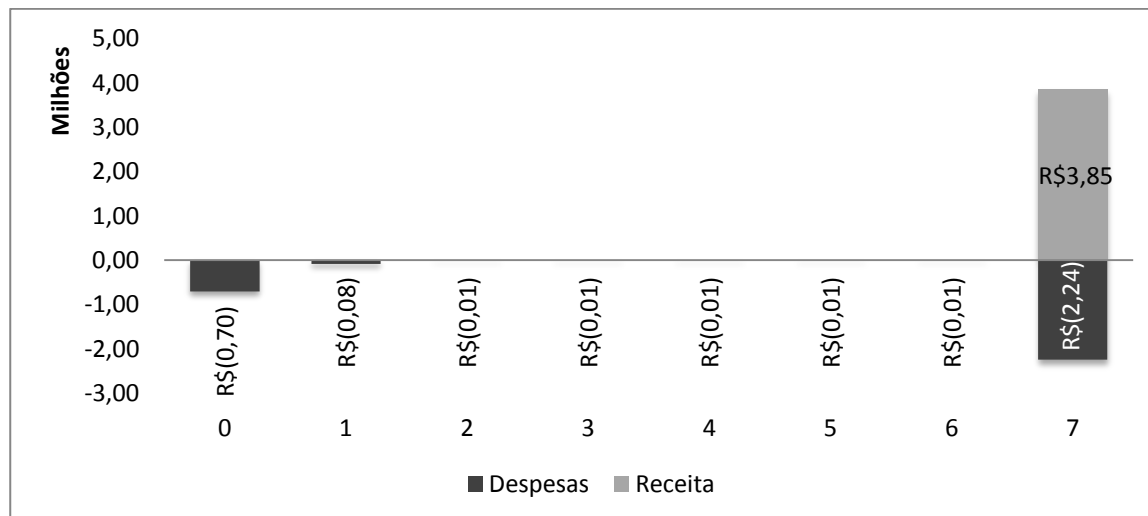 Milhões
5,00
4,00
3,00
2,00
1,00
0,00
-1,00
-2,00
-3,00
R$(0,70)
R$(0,08)
R$(0,01)
R$(0,01)
R$(0,01)
R$(0,01)
R$(0,01)
R$3,85
R$(2,24)
0 1 2 3 4 5 6 7
Despesas Receita